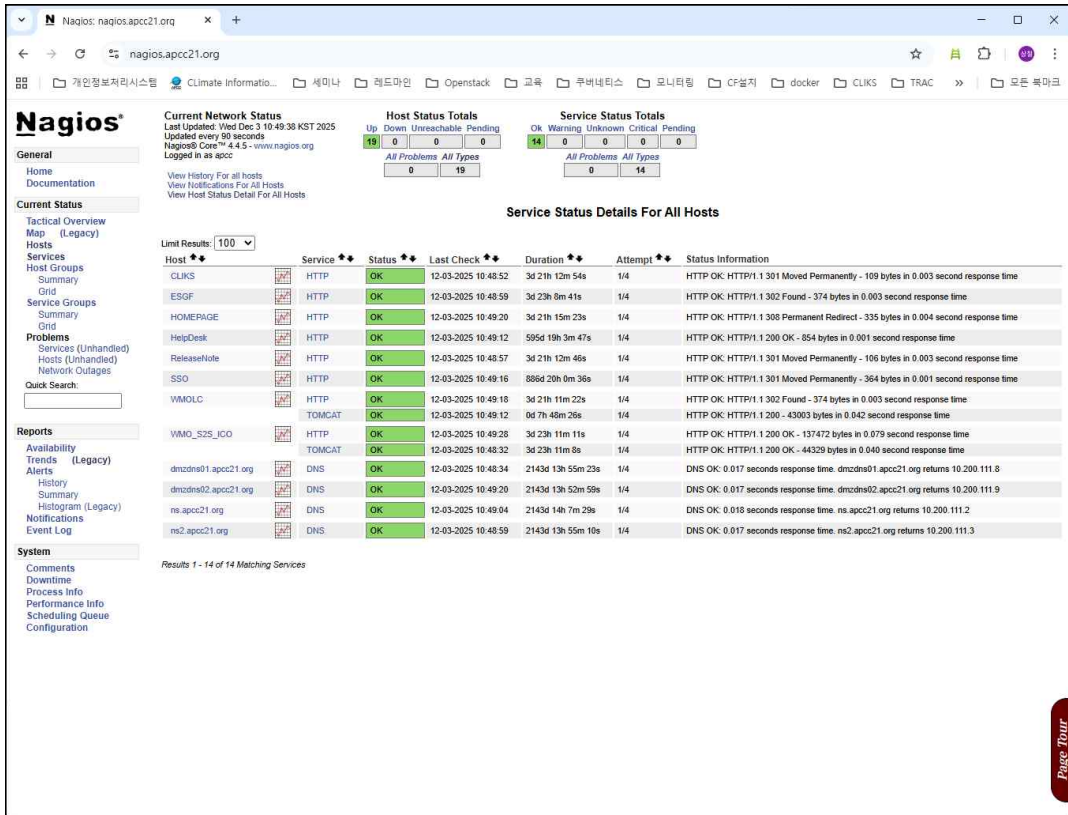 Nagios: nagios.apcc21.org
nagios.apcc21.org
개인정보처리시스템 CLimate Informatio... 세미나 레드마인 Openstack 교육 쿠버네티스 모니터링 CF설치 docker CLIKS TRAC » 모든 북마크
Nagios®
General
Home
Documentation
Current Status
Tactical Overview
Map (Legacy)
Hosts
Services
Host Groups
Summary
Grid
Service Groups
Summary
Grid
Problems
Services (Unhandled)
Hosts (Unhandled)
Network Outages
Quick Search:
Reports
Availability
Trends (Legacy)
Alerts
History
Summary
Histogram (Legacy)
Notifications
Event Log
System
Comments
Downtime
Process Info
Performance Info
Scheduling Queue
Configuration
Current Network Status
Last Updated: Wed Dec 3 10:49:38 KST 2025
Updated every 90 seconds
Nagios® Core™ 4.4.5 - www.nagios.org
Logged in as apcc
View History For all hosts
View Notifications For All Hosts
View Host Status Detail For All Hosts
Host Status Totals
Up Down Unreachable Pending
19 0 0 0
All Problems All Types
0 19
Service Status Totals
Ok Warning Unknown Critical Pending
14 0 0 0 0
All Problems All Types
0 14
Service Status Details For All Hosts
Limit Results: 100
Host Service Status Last Check Duration Attempt Status Information
CLIKS HTTP OK 12-03-2025 10:48:52 3d 21h 12m 54s 1/4 HTTP OK: HTTP/1.1 301 Moved Permanently - 109 bytes in 0.003 second response time
ESGF HTTP OK 12-03-2025 10:48:59 3d 23h 8m 41s 1/4 HTTP OK: HTTP/1.1 302 Found - 374 bytes in 0.003 second response time
HOMEPAGE HTTP OK 12-03-2025 10:49:20 3d 21h 15m 23s 1/4 HTTP OK: HTTP/1.1 308 Permanent Redirect - 335 bytes in 0.004 second response time
HelpDesk HTTP OK 12-03-2025 10:49:12 595d 19h 3m 47s 1/4 HTTP OK: HTTP/1.1 200 OK - 854 bytes in 0.001 second response time
ReleaseNote HTTP OK 12-03-2025 10:48:57 3d 21h 12m 46s 1/4 HTTP OK: HTTP/1.1 301 Moved Permanently - 106 bytes in 0.003 second response time
SSO HTTP OK 12-03-2025 10:49:16 886d 20h 0m 36s 1/4 HTTP OK: HTTP/1.1 301 Moved Permanently - 364 bytes in 0.001 second response time
WMOLC HTTP OK 12-03-2025 10:49:18 3d 21h 11m 22s 1/4 HTTP OK: HTTP/1.1 302 Found - 374 bytes in 0.003 second response time
TOMCAT OK 12-03-2025 10:49:12 0d 7h 48m 26s 1/4 HTTP OK: HTTP/1.1 200 - 43003 bytes in 0.042 second response time
WMO_S2S_ICO HTTP OK 12-03-2025 10:49:28 3d 23h 11m 11s 1/4 HTTP OK: HTTP/1.1 200 OK - 137472 bytes in 0.079 second response time
TOMCAT OK 12-03-2025 10:48:32 3d 23h 11m 8s 1/4 HTTP OK: HTTP/1.1 200 OK - 44329 bytes in 0.040 second response time
dmzdns01.apcc21.org DNS OK 12-03-2025 10:48:34 2143d 13h 55m 23s 1/4 DNS OK: 0.017 seconds response time. dmzdns01.apcc21.org returns 10.200.111.8
dmzdns02.apcc21.org DNS OK 12-03-2025 10:49:20 2143d 13h 52m 59s 1/4 DNS OK: 0.017 seconds response time. dmzdns02.apcc21.org returns 10.200.111.9
ns.apcc21.org DNS OK 12-03-2025 10:49:04 2143d 14h 7m 29s 1/4 DNS OK: 0.018 seconds response time. ns.apcc21.org returns 10.200.111.2
ns2.apcc21.org DNS OK 12-03-2025 10:48:59 2143d 13h 55m 10s 1/4 DNS OK: 0.017 seconds response time. ns2.apcc21.org returns 10.200.111.3
Results 1 - 14 of 14 Matching Services
Page Tour